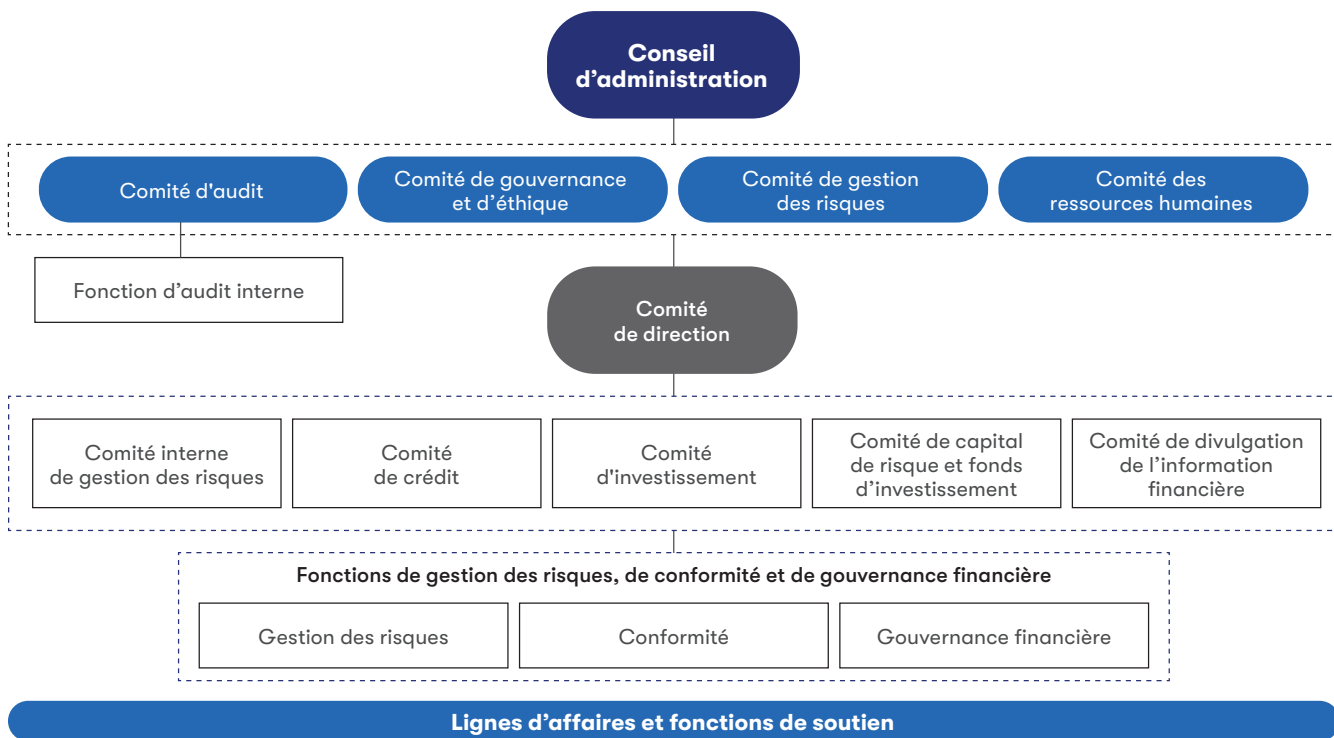 Conseil
d’administration
Comité d'audit
Comité de gouvernance
et d’éthique
Comité de gestion
des risques
Comité des
ressources humaines
Fonction d’audit interne
Comité
de direction
Comité interne
de gestion des risques
Comité
de crédit
Comité
d'investissement
Comité de capital
de risque et fonds
d’investissement
Comité de divulgation
de l’information
financière
Fonctions de gestion des risques, de conformité et de gouvernance financière
Gestion des risques
Conformité
Gouvernance financière
Lignes d’affaires et fonctions de soutien